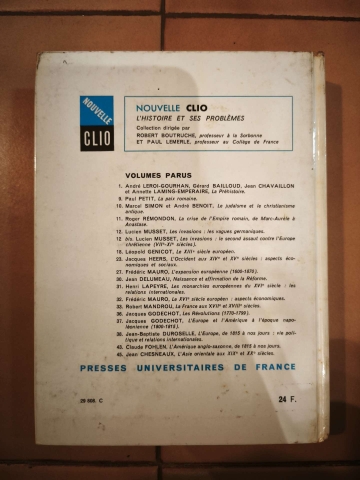 NOUVELLE
CLIO
NOUVELLE CLIO
L'HISTOIRE ET SES PROBLÈMES
Collection dirigée par
ROBERT BOUTRUCHE, professeur à la Sorbonne
ET PAUL LEMERLE, professeur au Collège de France
VOLUMES PARUS
1. André LEROI-GOURHAN, Gérard BAILLOUD, Jean CHAVAILLON
et Annette LAMING-EMPERAIRE, La Préhistoire.
9. Paul PETIT, La paix romaine.
10. Marcel SIMON et André BENOIT, Le judaïsme et le christianisme
antique.
11. Roger REMONDON, La crise de l'Empire romain, de Marc-Aurèle à
Anastase.
12. Lucien MUSSET, Les invasions : les vagues germaniques.
12 bis. Lucien MUSSET, Les invasions : le second assaut contre l'Europe
chrétienne (VIIe-XIe siècles).
Léopold GENICOT, Le XIIIe siècle européen.
23. Jacques HEERS, L'Occident aux XIVe et XVe siècles : aspects éco-
nomiques et sociaux.
27. Frédéric MAURO, L'expansion européenne (1600-1870).
30. Jean DELUMEAU, Naissance et affirmation de la Réforme.
31. Henri LAPEYRE, Les monarchies européennes du XVIe siècle : les
relations internationales.
32. Frédéric MAURO, Le XVIe siècle européen : aspects économiques.
33. Robert MANDROU, La France aux XVIIe et XVIIIe siècles.
36. Jacques GODECHOT, Les Révolutions (1770-1799).
37. Jacques GODECHOT, L'Europe et l'Amérique à l'époque napo-
léonienne (1800-1815).
38. Jean-Baptiste DUROSELLE, L'Europe, de 1815 à nos jours : vie poli-
tique et relations internationales.
43. Claude FOHLEN, L'Amérique anglo-saxonne, de 1815 à nos jours.
45. Jean CHESNEAUX, L'Asie orientale aux XIXe et XXe siècles.
PRESSES UNIVERSITAIRES DE FRANCE
C
24 F.